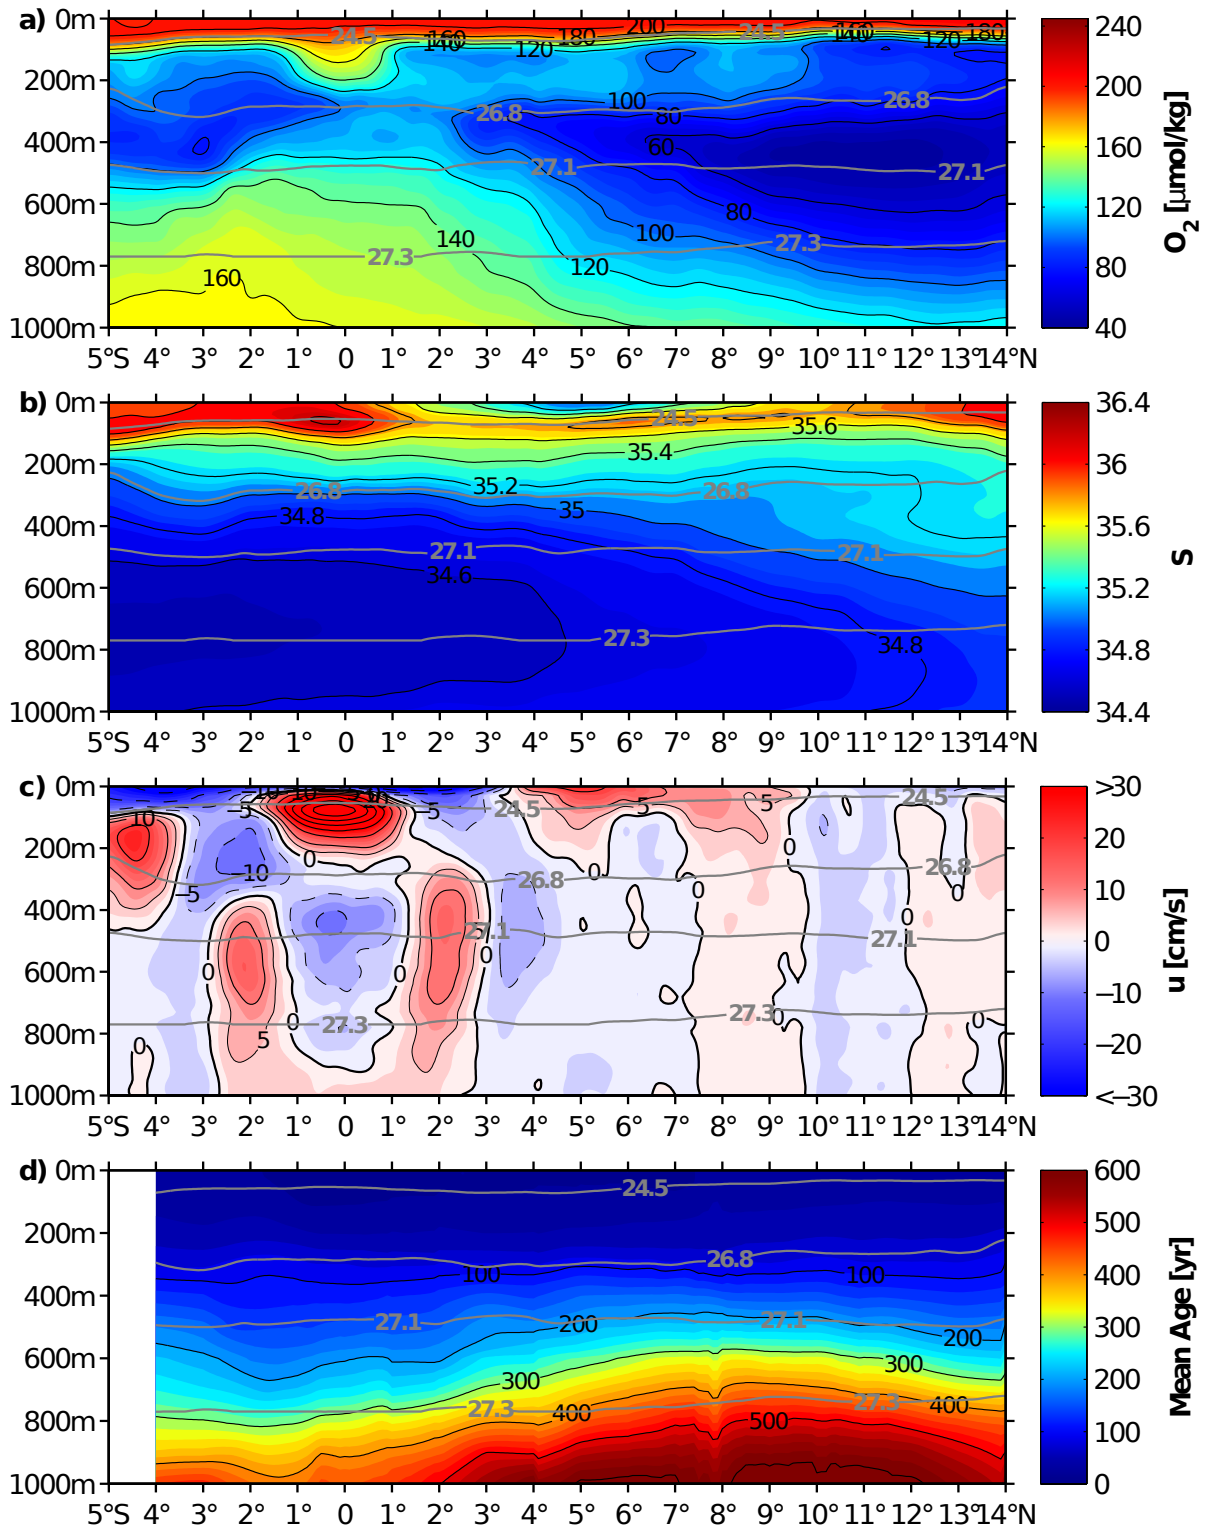 a) 0m
200m
400m
600m
800m
1000m
24.5 160 140 120 180 200 24.5 140 120 180
100 26.8
26.8 80
60
27.1 27.1
80
100
140 27.3
27.3 120
160
5°S 4° 3° 2° 1° 0 1° 2° 3° 4° 5° 6° 7° 8° 9° 10° 11° 12° 13° 14°N
240
200
160
120
80
40
O2 [µmol/kg]
b) 0m
200m
400m
600m
800m
1000m
24.5
35.6
35.4
26.8 35.2 26.8
34.8 35
27.1 27.1
34.6
27.3 34.8
5°S 4° 3° 2° 1° 0 1° 2° 3° 4° 5° 6° 7° 8° 9° 10° 11° 12° 13° 14°N
36.4
36
35.6
35.2
34.8
34.4
S
c) 0m
200m
400m
600m
800m
1000m
10 −5 −5 24.5 5 5 24.5
0 0 0
−10 26.8 26.8
−5 0 0
27.1 27.1 0
0 0 0
0 27.3 27.3 0 0
0 5
5°S 4° 3° 2° 1° 0 1° 2° 3° 4° 5° 6° 7° 8° 9° 10° 11° 12° 13° 14°N
>30
20
10
0
−10
−20
<−30
u [cm/s]
d) 0m
200m
400m
600m
800m
1000m
24.5
26.8
100 100
27.1 200 27.1 200
300 300
27.3 400 27.3 400
500
5°S 4° 3° 2° 1° 0 1° 2° 3° 4° 5° 6° 7° 8° 9° 10° 11° 12° 13° 14°N
600
500
400
300
200
100
0
Mean Age [yr]